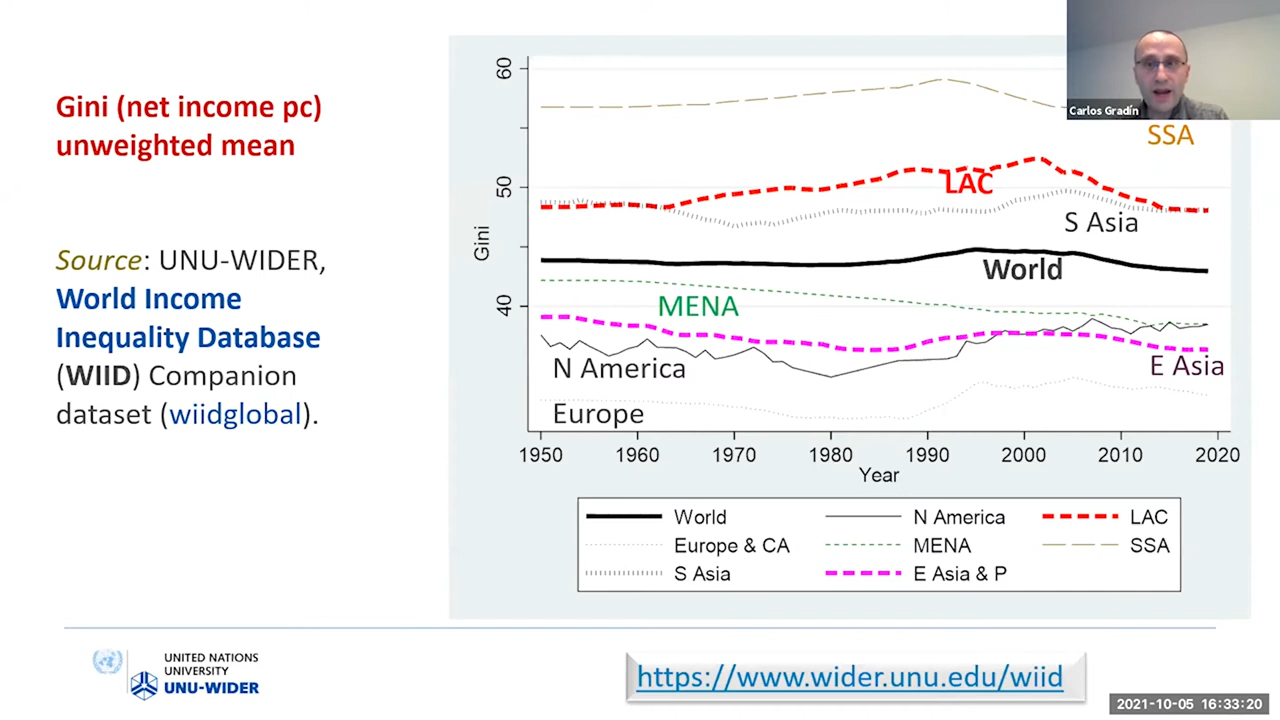 Gini (net income pc)
unweighted mean
Source: UNU-WIDER,
World Income
Inequality Database
(WIID) Companion
dataset (wiidglobal).
60
50
40
Gini
SSA
LAC
S Asia
World
MENA
N America
E Asia
Europe
1950 1960 1970 1980 1990 2000 2010 2020
Year
World N America LAC
Europe & CA MENA SSA
S Asia E Asia & P
Carlos Gradín
UNITED NATIONS
UNIVERSITY
UNU-WIDER
https://www.wider.unu.edu/wiid
2021-10-05 16:33:20